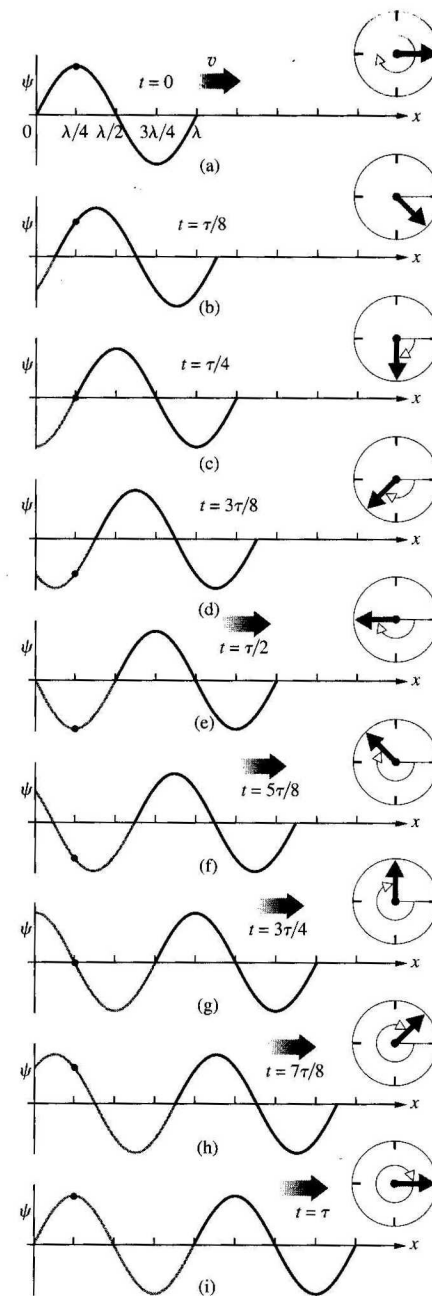 ψ t = 0 v
0 λ/4 λ/2 3λ/4 λ x
(a)
t = τ/8
ψ x
(b)
t = τ/4
ψ x
(c)
t = 3τ/8
ψ x
(d)
ψ t = τ/2 x
(e)
ψ t = 5τ/8 x
(f)
ψ t = 3τ/4 x
(g)
ψ t = 7τ/8 x
(h)
ψ t = τ x
(i)